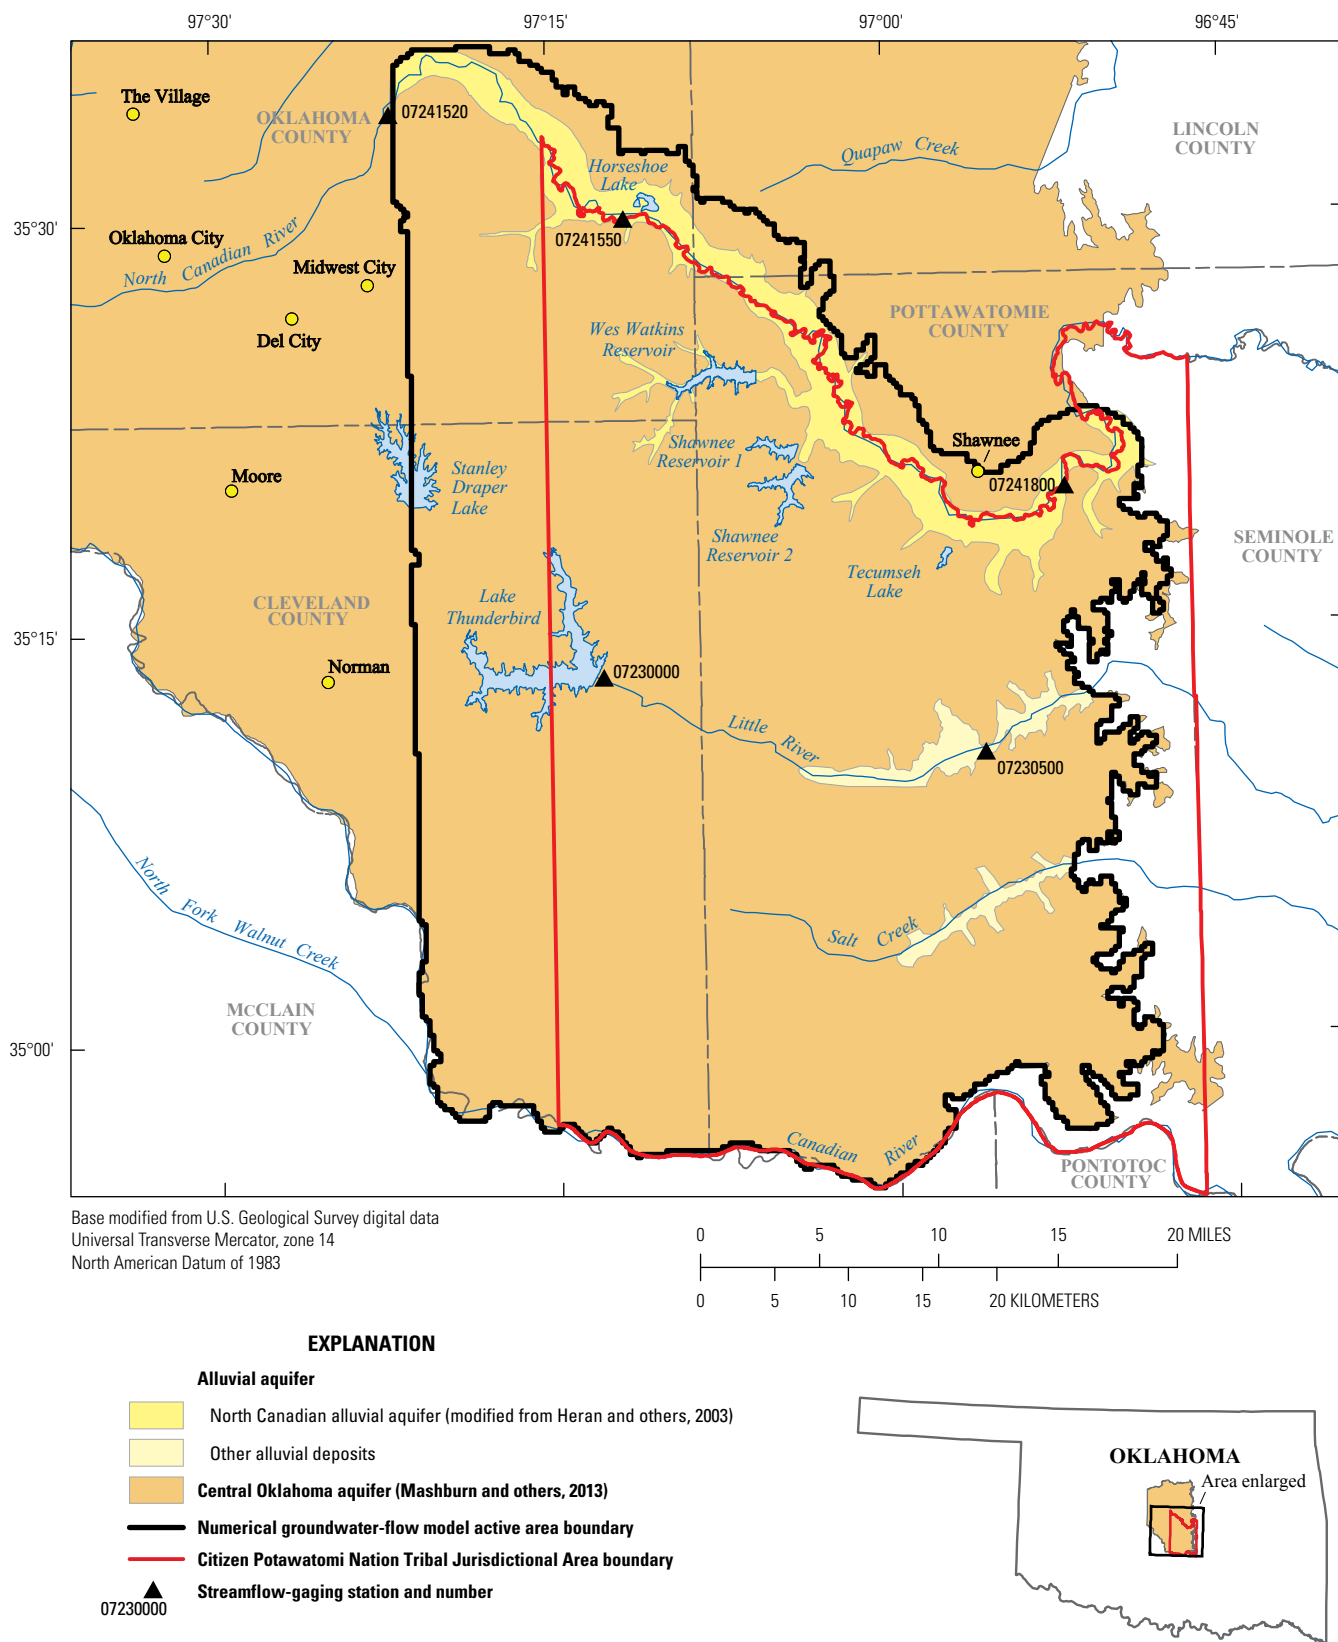 97°30'
97°15'
97°00'
96°45'
The Village
OKLAHOMA
COUNTY
07241520
LINCOLN
COUNTY
Quapaw Creek
Horseshoe
Lake
35°30'
Oklahoma City
07241550
North Canadian River
Midwest City
POTTAWATOMIE
COUNTY
Del City
Wes Watkins
Reservoir
Shawnee
Shawnee
Reservoir 1
Moore
Stanley
Draper
Lake
07241800
Shawnee
Reservoir 2
SEMINOLE
COUNTY
Tecumseh
Lake
CLEVELAND
COUNTY
Lake
Thunderbird
35°15'
Norman
07230000
Little River
07230500
North Fork Walnut Creek
Salt Creek
McCLAIN
COUNTY
35°00'
Canadian River
PONTOTOC
COUNTY
Base modified from U.S. Geological Survey digital data
Universal Transverse Mercator, zone 14
North American Datum of 1983
0 5 10 15 20 MILES
0 5 10 15 20 KILOMETERS
EXPLANATION
Alluvial aquifer
North Canadian alluvial aquifer (modified from Heran and others, 2003)
Other alluvial deposits
Central Oklahoma aquifer (Mashburn and others, 2013)
Numerical groundwater-flow model active area boundary
Citizen Potawatomi Nation Tribal Jurisdictional Area boundary
Streamflow-gaging station and number
07230000
OKLAHOMA
Area enlarged